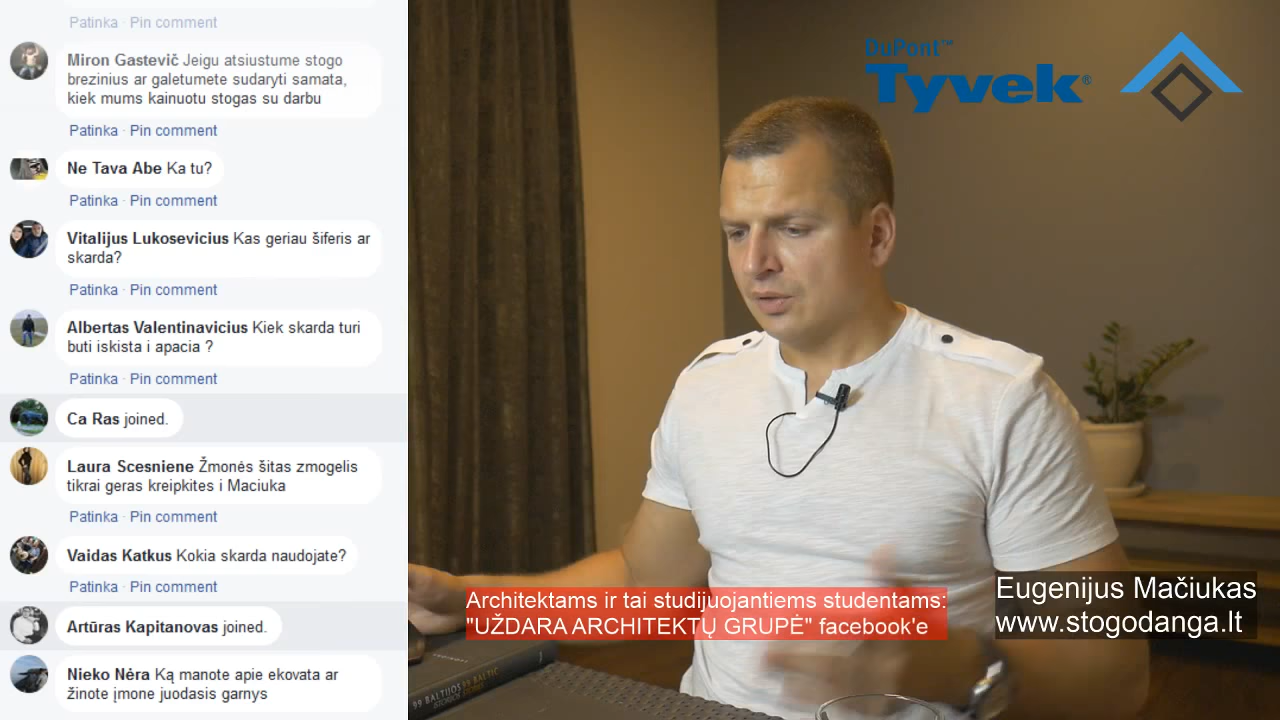 Patinka · Pin comment
Miron Gastevič Jeigu atsiustume stogo
brezinius ar galetumete sudaryti samata,
kiek mums kainuotu stogas su darbu
Patinka · Pin comment
Ne Tava Abe Ka tu?
Patinka · Pin comment
Vitalijus Lukosevicius Kas geriau šiferis ar
skarda?
Patinka · Pin comment
Albertas Valentinavicius Kiek skarda turi
buti iskista i apacia ?
Patinka · Pin comment
Ca Ras joined.
Laura Scesniene Žmonės šitas zmogelis
tikrai geras kreipkites i Maciuka
Patinka · Pin comment
Vaidas Katkus Kokia skarda naudojate?
Patinka · Pin comment
Artūras Kapitanovas joined.
Nieko Nėra Ką manote apie ekovata ar
žinote įmone juodasis garnys
DuPont™
Tyvek®
Architektams ir tai studijuojantiems studentams:
"UŽDARA ARCHITEKTŲ GRUPĖ" facebook'e
Eugenijus Mačiukas
www.stogodanga.lt